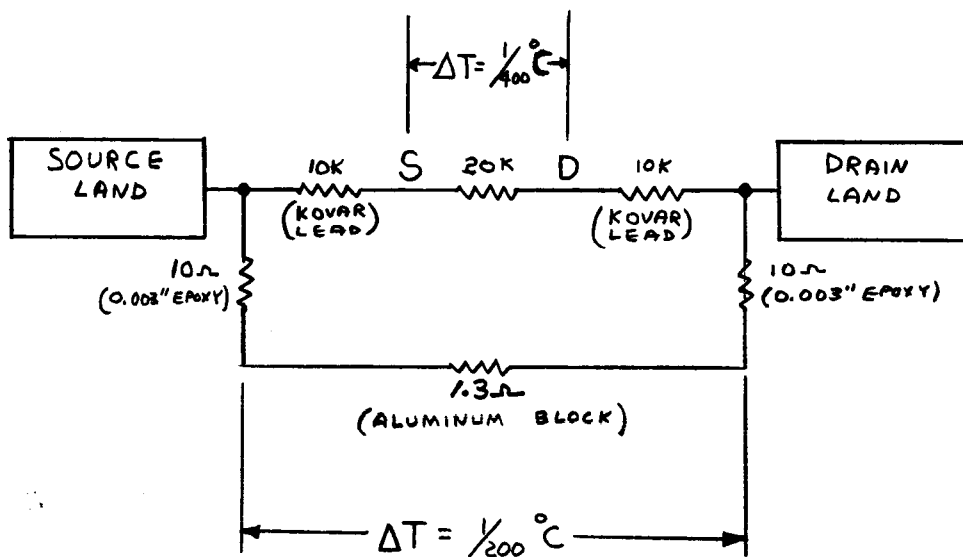 ΔT = 1/400 °C
SOURCE
LAND
10K
S
20K
D
10K
DRAIN
LAND
(KOVAR
LEAD)
(KOVAR
LEAD)
10Ω
(0.003" EPOXY)
10Ω
(0.003" EPOXY)
1.3Ω
(ALUMINUM BLOCK)
ΔT = 1/200 °C